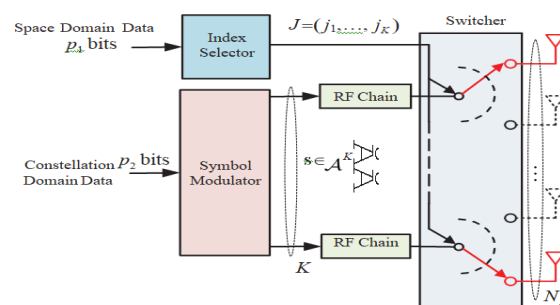 Space Domain Data
p₁ bits
Index
Selector
J=(j₁,..., j_K)
Switcher
RF Chain
Constellation
Domain Data
p₂ bits
Symbol
Modulator
s∈𝒜^K
RF Chain
K
N